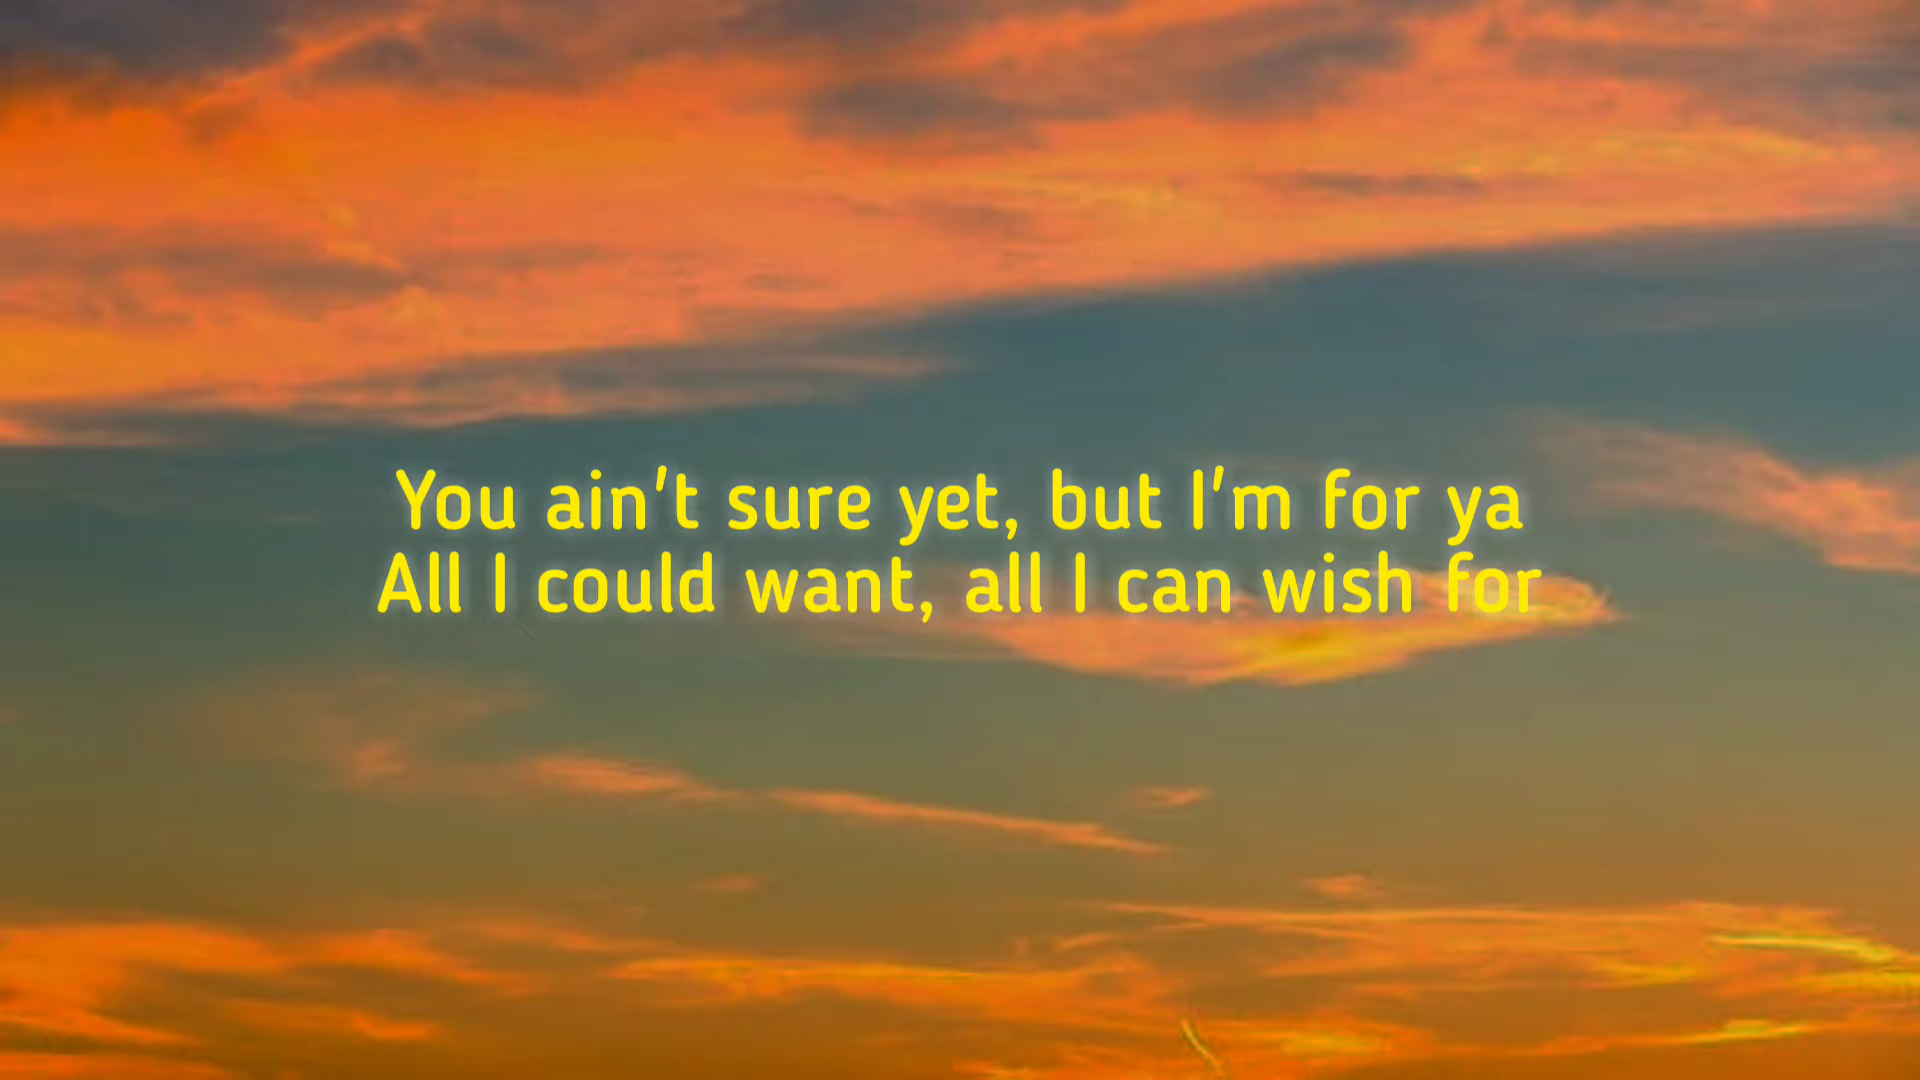 You ain't sure yet, but I'm for ya
All I could want, all I can wish for